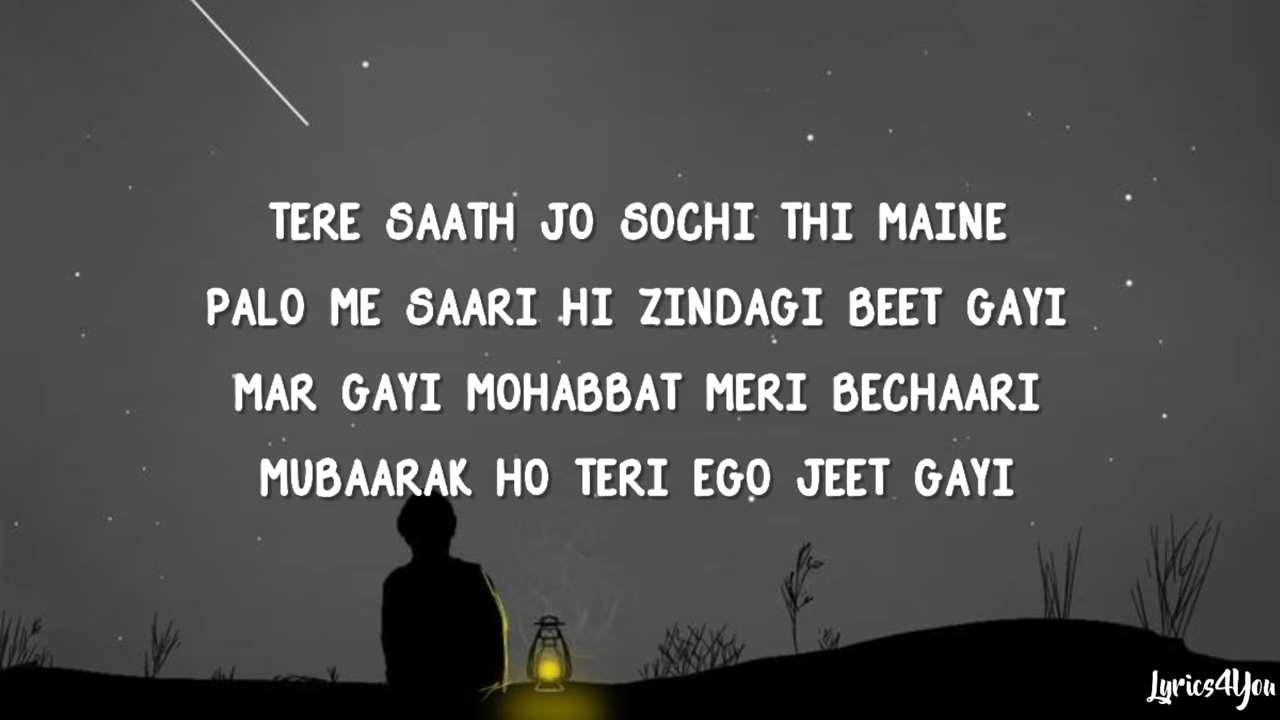 TERE SAATH JO SOCHI THI MAINE
PALO ME SAARI HI ZINDAGI BEET GAYI
MAR GAYI MOHABBAT MERI BECHAARI
MUBAARAK HO TERI EGO JEET GAYI
Lyrics4You